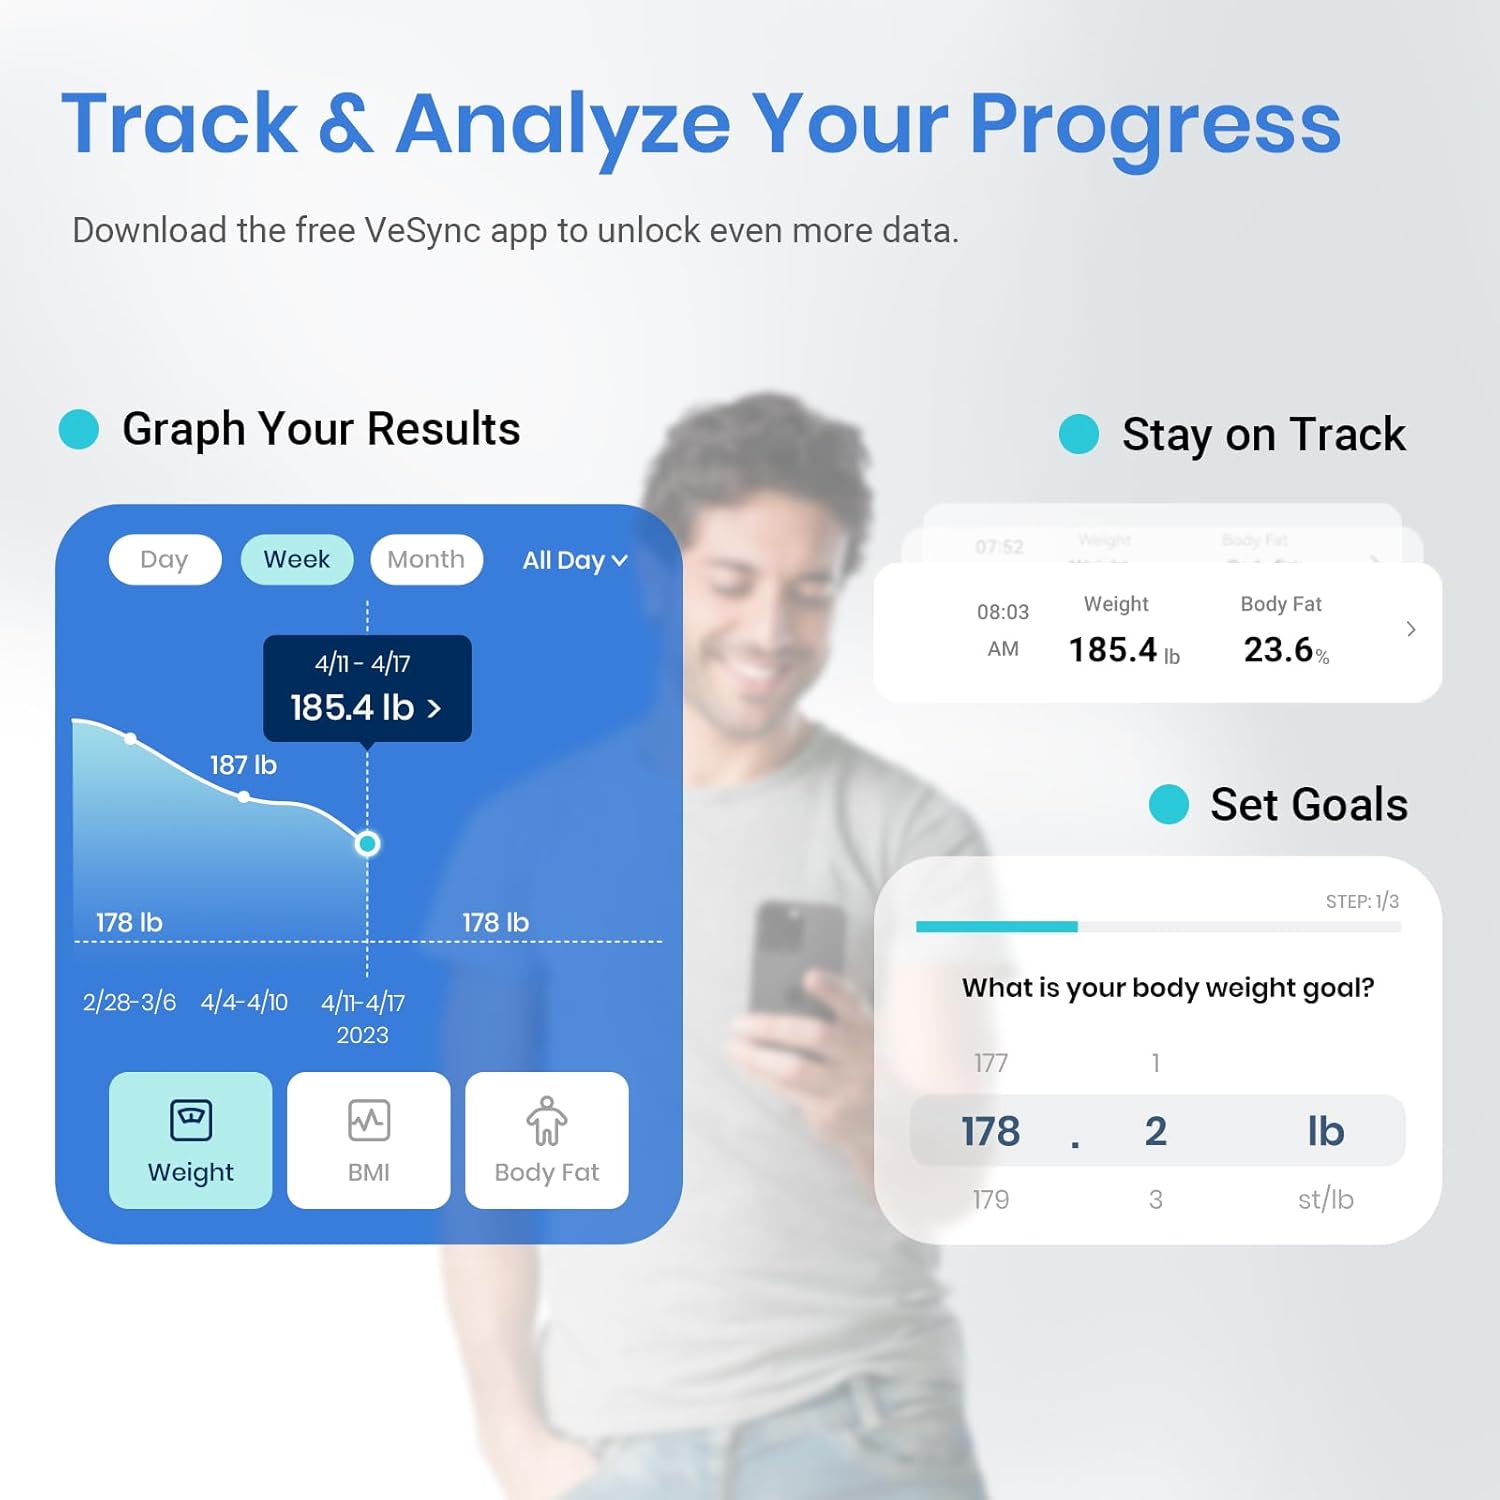 Track & Analyze Your Progress
Download the free VeSync app to unlock even more data.
Graph Your Results
Day Week Month All Day
4/11 - 4/17
185.4 lb >
187 lb
178 lb 178 lb
2/28-3/6 4/4-4/10 4/11-4/17
2023
Weight BMI Body Fat
Stay on Track
07:52 Weight Body Fat
08:03 Weight Body Fat
AM 185.4 lb 23.6%
Set Goals
STEP: 1/3
What is your body weight goal?
177 1
178 . 2 lb
179 3 st/lb